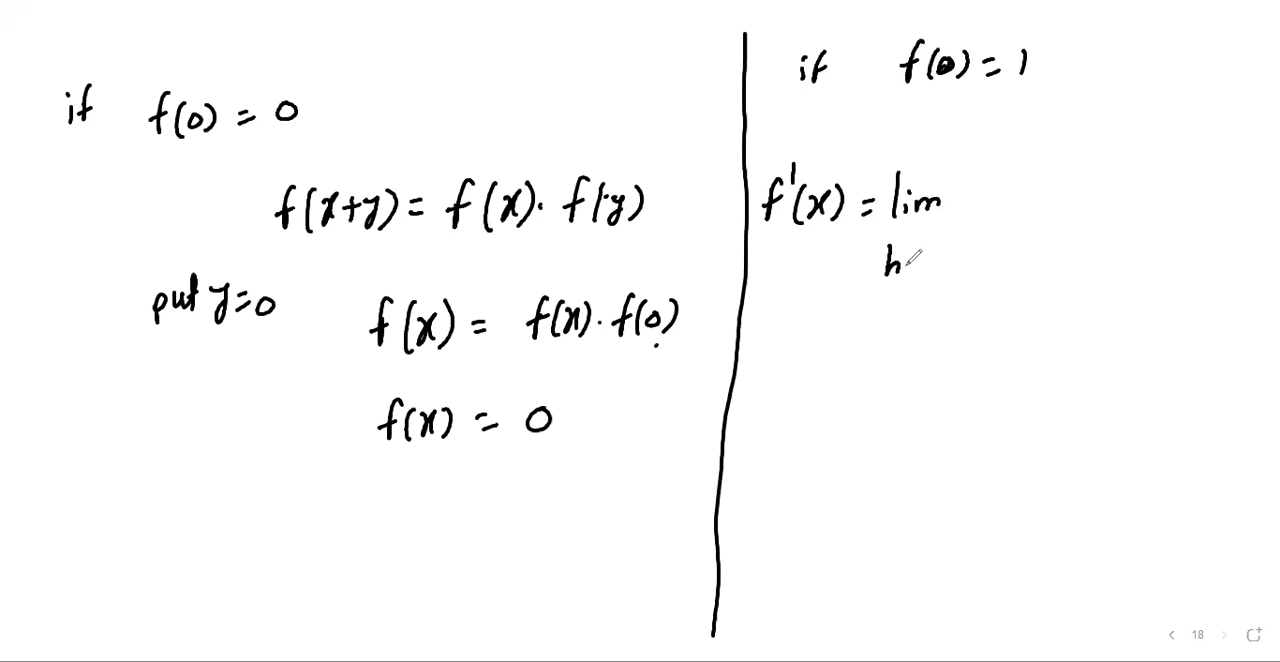 if f(0) = 0
f(x+y) = f(x). f(y)
put y=0 f(x) = f(x). f(0)
f(x) = 0
if f(0) = 1
f'(x) = lim
h
18